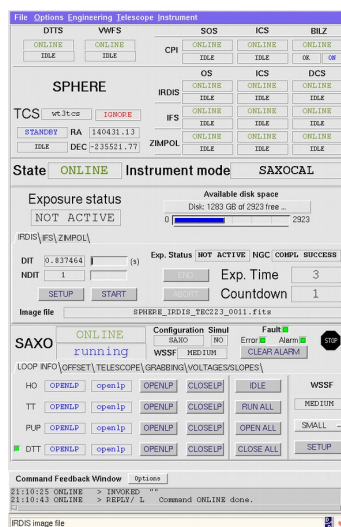 File Options Engineering Telescope Instrument
DTTS VWFS SOS ICS BILZ
ONLINE ONLINE CPI ONLINE ONLINE ONLINE
IDLE IDLE IDLE IDLE OK ON
OS ICS DCS
SPHERE IRDIS ONLINE ONLINE ONLINE
IDLE IDLE IDLE
TCS wt3tcs IGNORE IFS ONLINE ONLINE ONLINE
IDLE IDLE IDLE
STANDBY RA 140431.13
IDLE DEC -235521.77 ZIMPOL ONLINE ONLINE ONLINE
IDLE IDLE IDLE
State ONLINE Instrument mode SAXOCAL
Exposure status Available disk space
NOT ACTIVE Disk: 1283 GB of 2923 free ...
0 2923
IRDIS IFS ZIMPOL
DIT 0.837464 (s) Exp. Status NOT ACTIVE NGC COMPL SUCCESS
NDIT 1 END Exp. Time 3
SETUP START ABORT Countdown 1
Image file SPHERE_IRDIS_TEC223_0011.fits
SAXO ONLINE Configuration Simul Fault
SAXO NO Error Alarm STOP
running WSSF MEDIUM CLEAR ALARM
LOOP INFO OFFSET TELESCOPE GRABBING VOLTAGES/SLOPES
HO OPENLP openlp OPENLP CLOSELP IDLE WSSF
TT OPENLP openlp OPENLP CLOSELP RUN ALL MEDIUM
PUP OPENLP openlp OPENLP CLOSELP OPEN ALL SMALL
DTT OPENLP openlp OPENLP CLOSELP CLOSE ALL SETUP
Command Feedback Window Options
21:10:25 ONLINE > INVOKED ""
21:10:43 ONLINE > REPLY/ L Command ONLINE done.
IRDIS image file